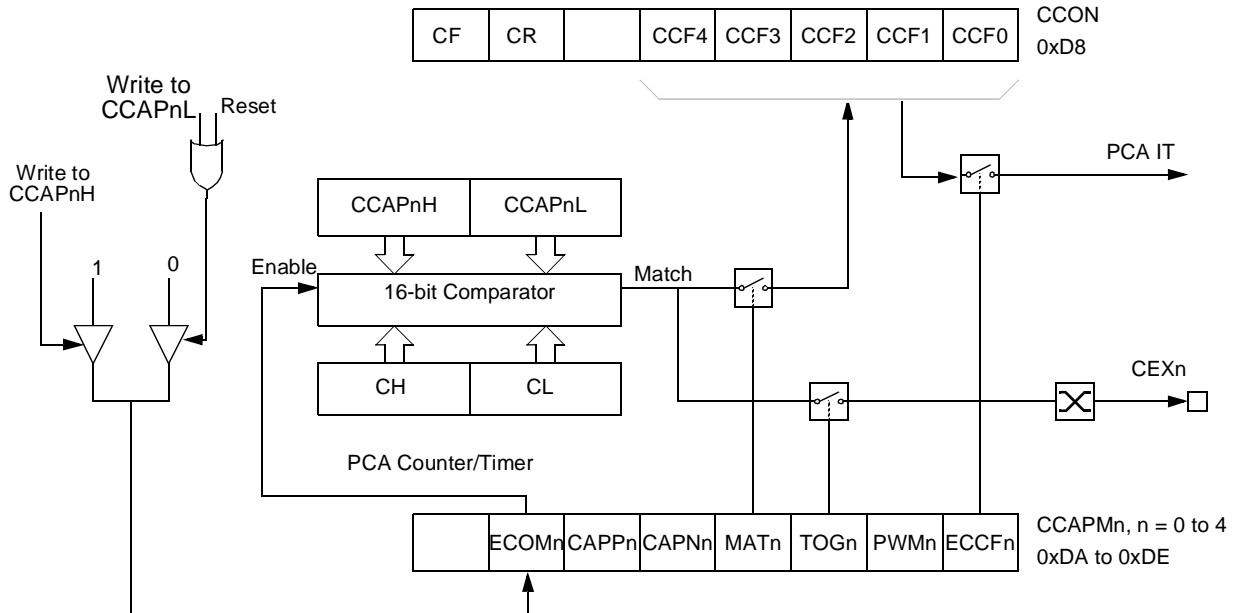 CF CR CCF4 CCF3 CCF2 CCF1 CCF0
CCON
0xD8
Write to
CCAPnL
Reset
Write to
CCAPnH
PCA IT
CCAPnH CCAPnL
1
0
Enable
16-bit Comparator
Match
CH CL
CEXn
PCA Counter/Timer
ECOMn CAPPn CAPNn MATn TOGn PWMn ECCFn
CCAPMn, n = 0 to 4
0xDA to 0xDE